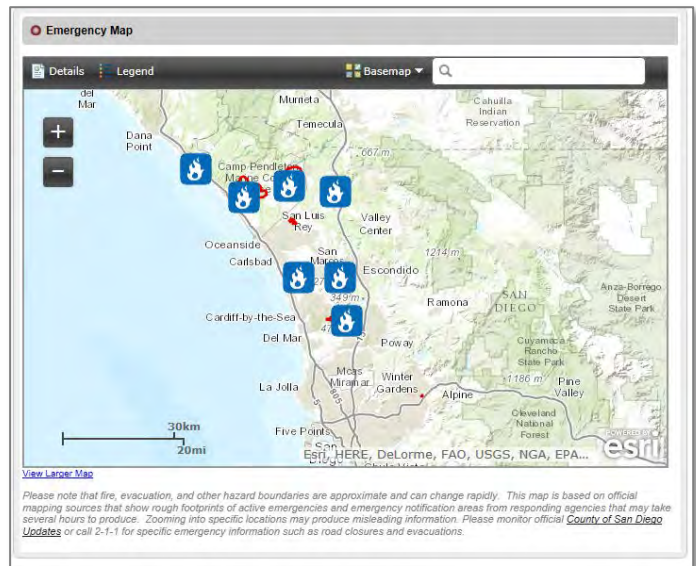 Emergency Map
Details Legend Basemap
del
Mar
Murrieta
Cahuilla
Indian
Reservation
Temecula
Dana
Point
667 m
Camp Pendleton
San Luis
Rey
Valley
Center
Oceanside
1214 m
San
Marcos
Carlsbad
Escondido
349 m
Anza-Borrego
Desert
State Park
Ramona
SAN
DIEGO
Cardiff-by-the-Sea
Del Mar
Poway
Cuyamaca
Rancho
State Park
Mcas
Miramar
Winter
Gardens
1186 m
Pine
Valley
La Jolla
805
Alpine
Cleveland
National
Forest
30km
20mi
Five Points
POWERED BY
esri
Esri, HERE, DeLorme, FAO, USGS, NGA, EPA...
View Larger Map
Please note that fire, evacuation, and other hazard boundaries are approximate and can change rapidly. This map is based on official
mapping sources that show rough footprints of active emergencies and emergency notification areas from responding agencies that may take
several hours to produce. Zooming into specific locations may produce misleading information. Please monitor official County of San Diego
Updates or call 2-1-1 for specific emergency information such as road closures and evacuations.